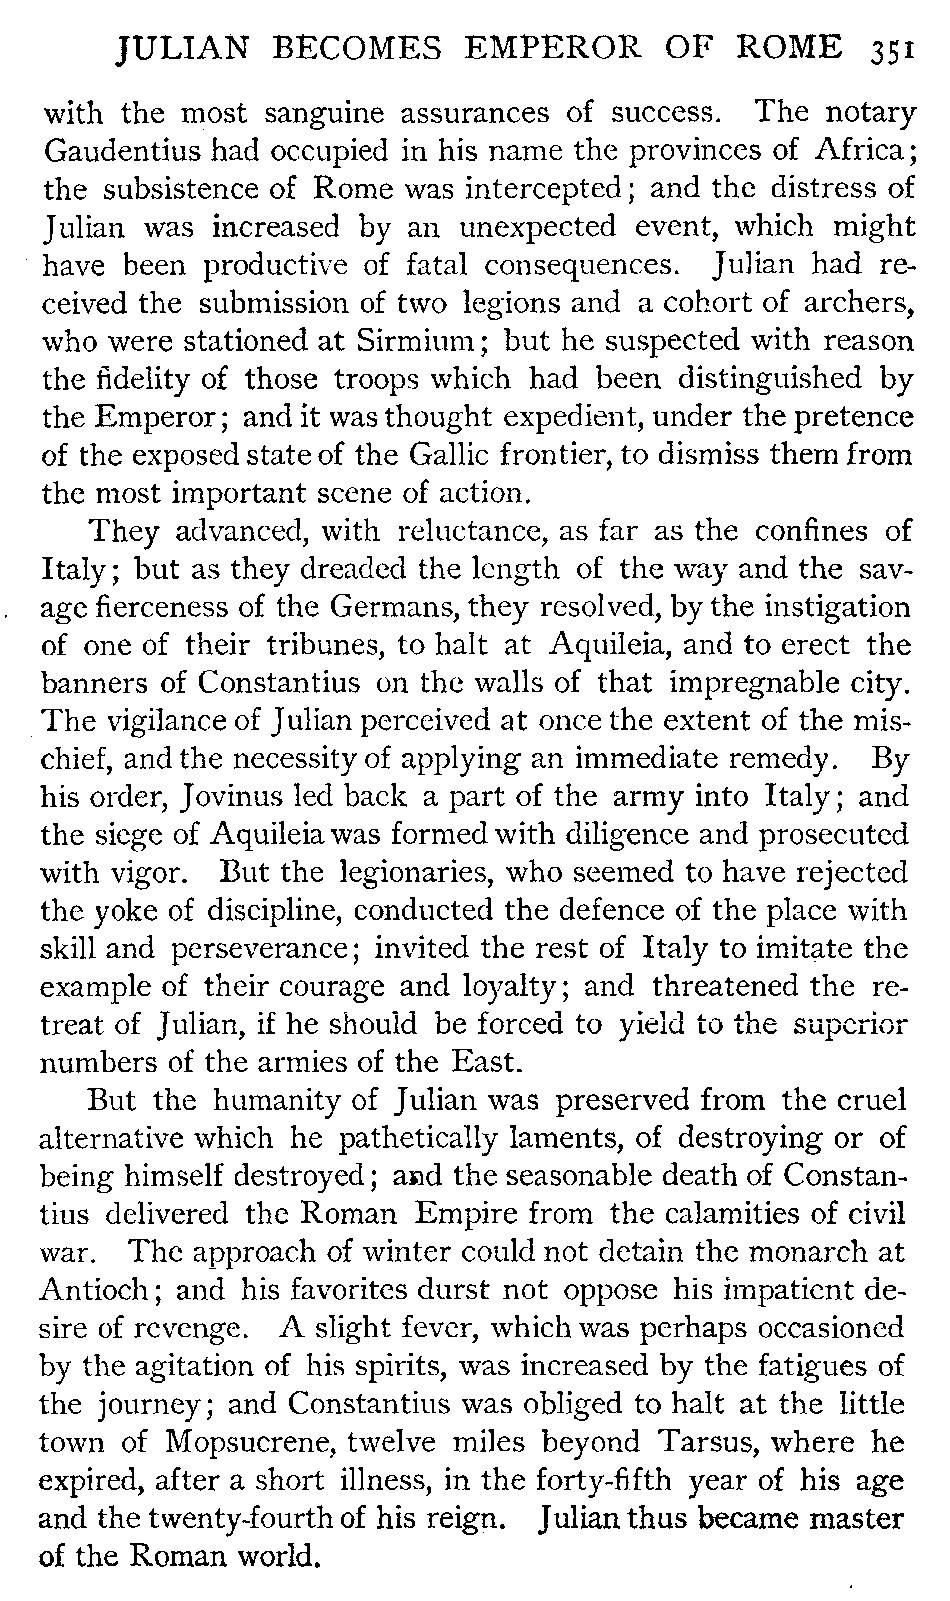 JULIAN BECOMES EMPEROR OF ROME 351
with the most sanguine assurances of success. The notary
Gaudentius had occupied in his name the provinces of Africa;
the subsistence of Rome was intercepted; and the distress of
Julian was increased by an unexpected event, which might
have been productive of fatal consequences. Julian had re-
ceived the submission of two legions and a cohort of archers,
who were stationed at Sirmium; but he suspected with reason
the fidelity of those troops which had been distinguished by
the Emperor; and it was thought expedient, under the pretence
of the exposed state of the Gallic frontier, to dismiss them from
the most important scene of action.
They advanced, with reluctance, as far as the confines of
Italy; but as they dreaded the length of the way and the sav-
age fierceness of the Germans, they resolved, by the instigation
of one of their tribunes, to halt at Aquileia, and to erect the
banners of Constantius on the walls of that impregnable city.
The vigilance of Julian perceived at once the extent of the mis-
chief, and the necessity of applying an immediate remedy. By
his order, Jovinus led back a part of the army into Italy; and
the siege of Aquileia was formed with diligence and prosecuted
with vigor. But the legionaries, who seemed to have rejected
the yoke of discipline, conducted the defence of the place with
skill and perseverance; invited the rest of Italy to imitate the
example of their courage and loyalty; and threatened the re-
treat of Julian, if he should be forced to yield to the superior
numbers of the armies of the East.
But the humanity of Julian was preserved from the cruel
alternative which he pathetically laments, of destroying or of
being himself destroyed; and the seasonable death of Constan-
tius delivered the Roman Empire from the calamities of civil
war. The approach of winter could not detain the monarch at
Antioch; and his favorites durst not oppose his impatient de-
sire of revenge. A slight fever, which was perhaps occasioned
by the agitation of his spirits, was increased by the fatigues of
the journey; and Constantius was obliged to halt at the little
town of Mopsucrene, twelve miles beyond Tarsus, where he
expired, after a short illness, in the forty-fifth year of his age
and the twenty-fourth of his reign. Julian thus became master
of the Roman world.